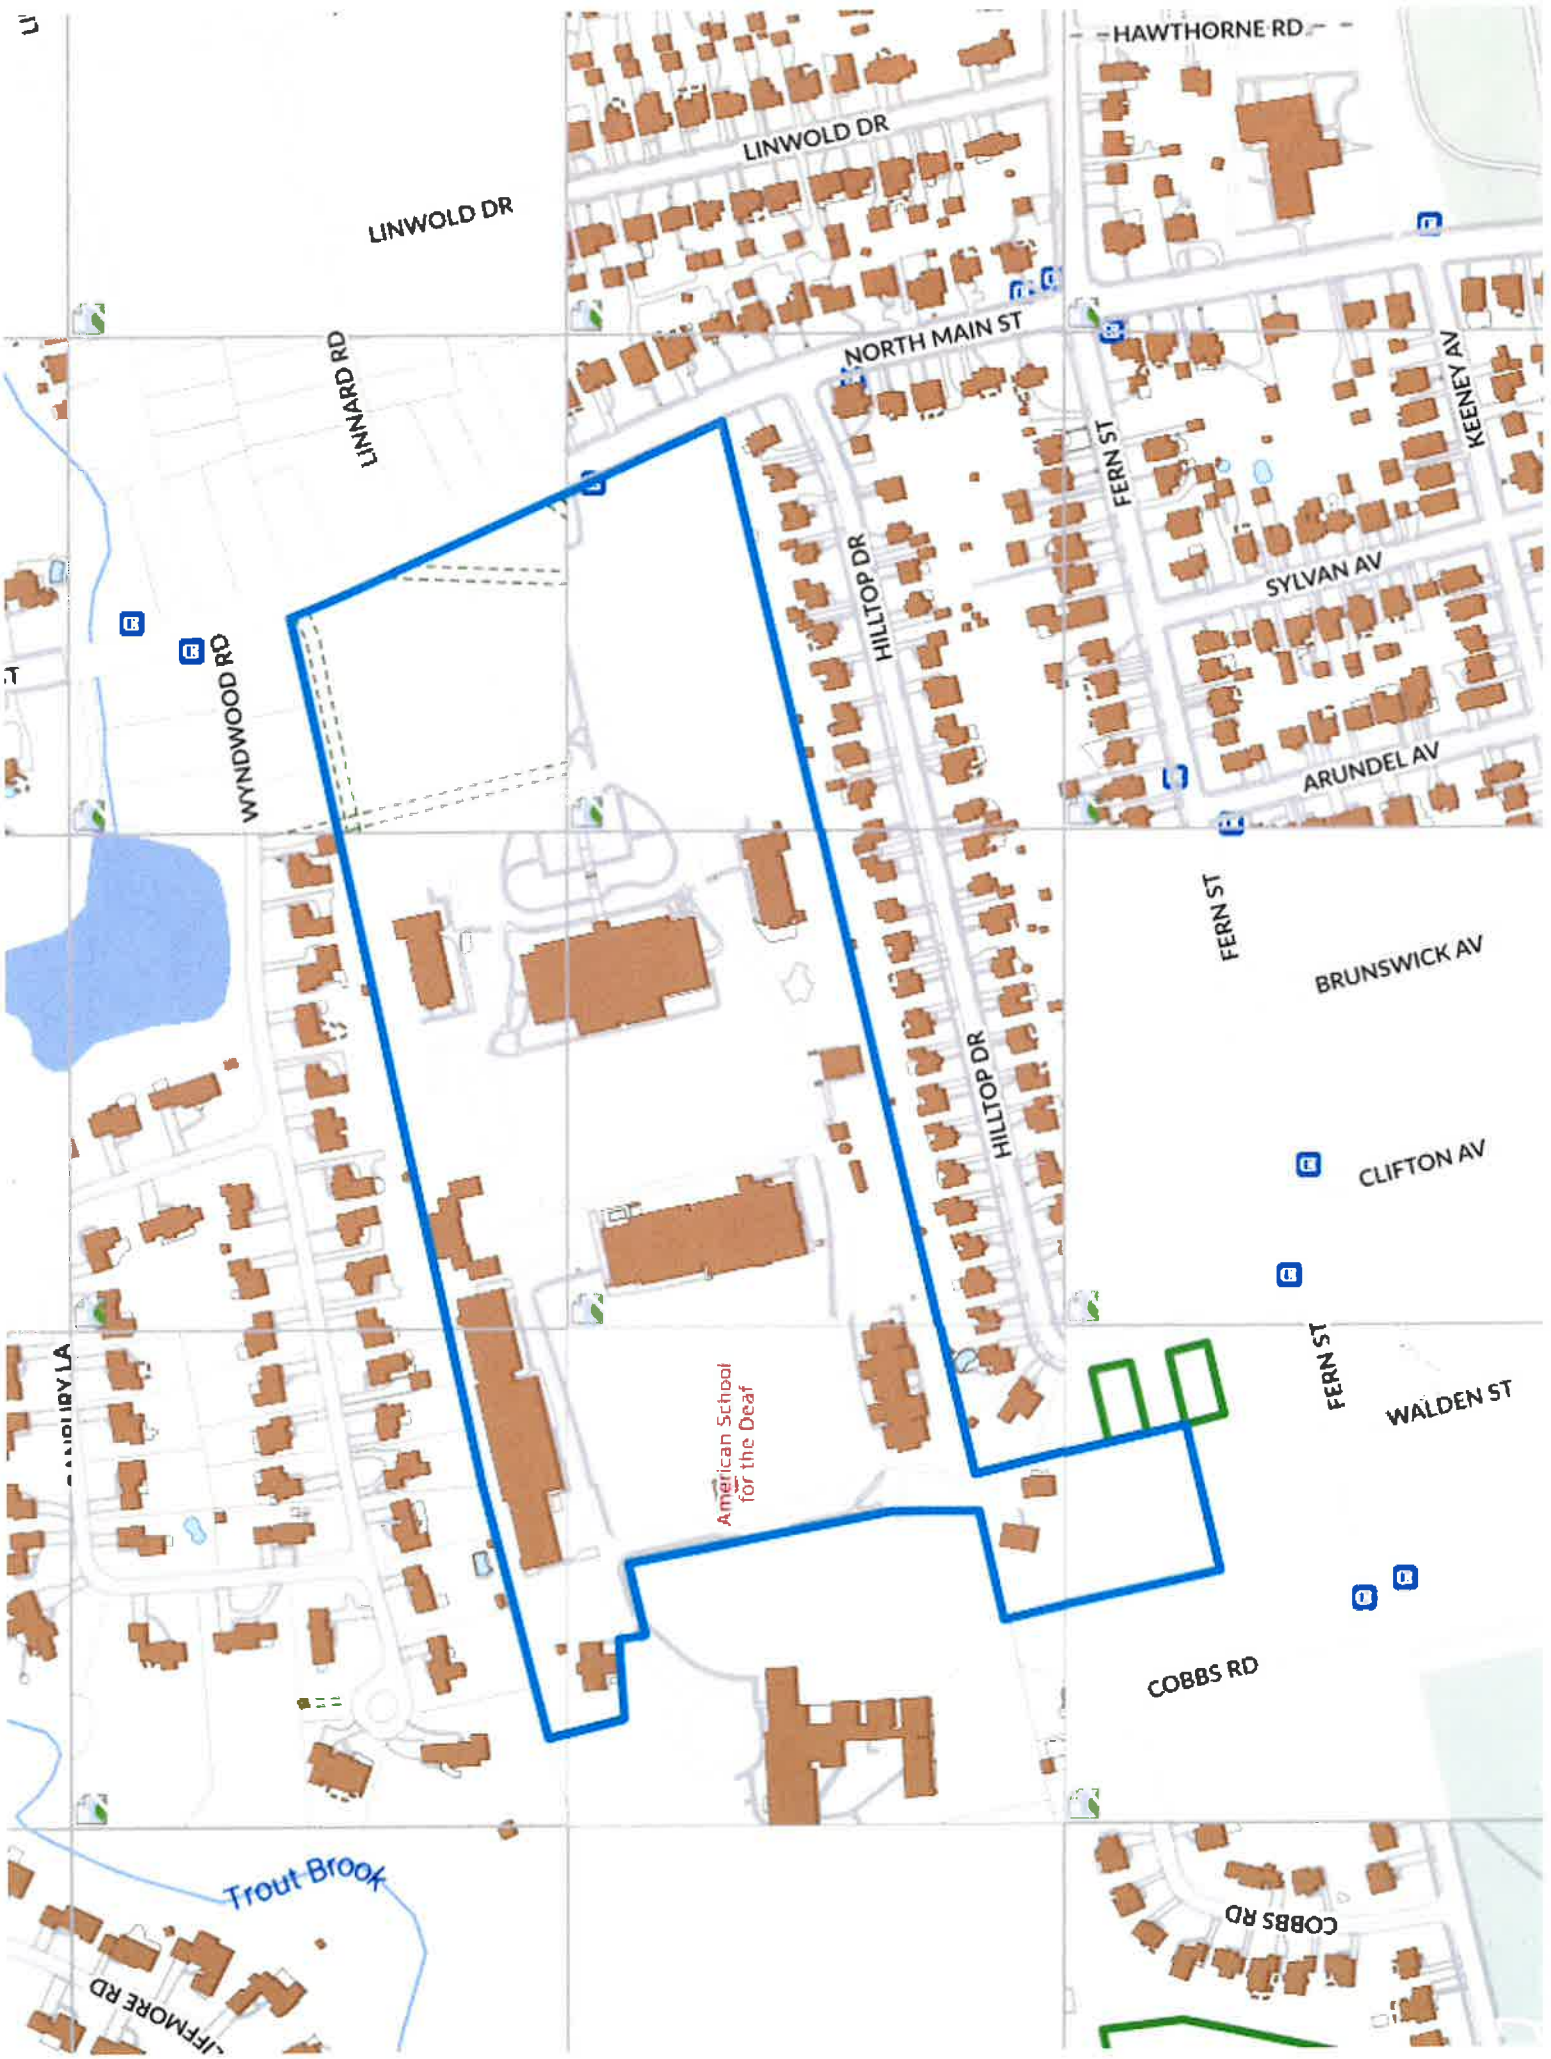 HAWTHORNE RD
LINWOLD DR
LINWOLD DR
NORTH MAIN ST
LINNARD RD
KEENEY AV
FERN ST
HILLTOP DR
SYLVAN AV
WYNDWOOD RD
ARUNDEL AV
FERN ST
BRUNSWICK AV
HILLTOP DR
CLIFTON AV
FERN ST
WALDEN ST
American School
for the Deaf
COBBS RD
Trout Brook
COBBS RD
IFFMORE RD